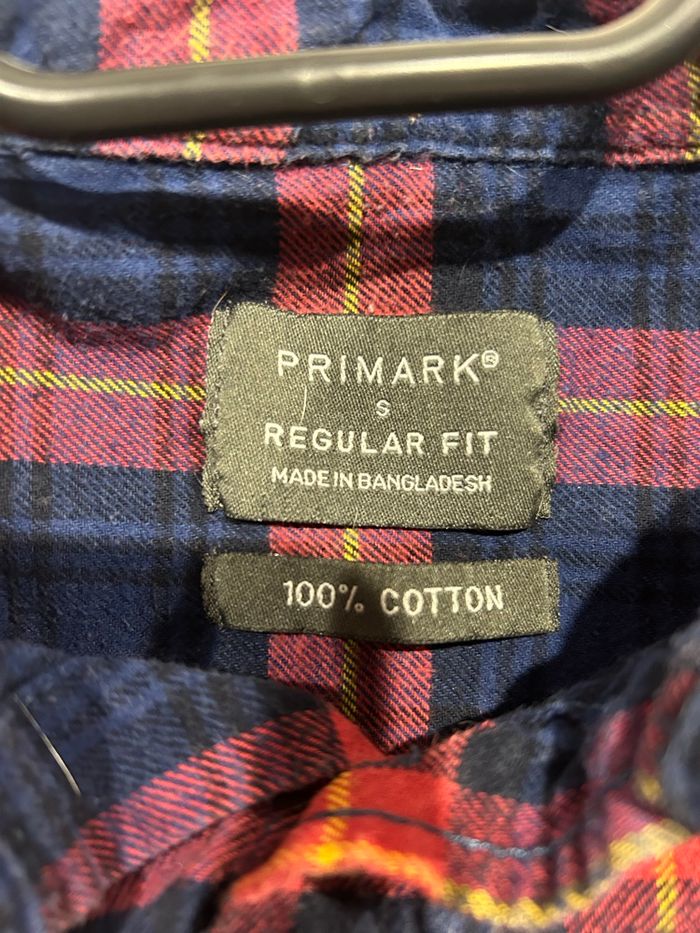 PRIMARK®
S
REGULAR FIT
MADE IN BANGLADESH
100% COTTON